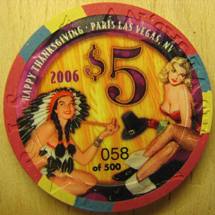 HAPPY THANKSGIVING · PARIS LAS VEGAS, NV
2006
$5
058
of 500